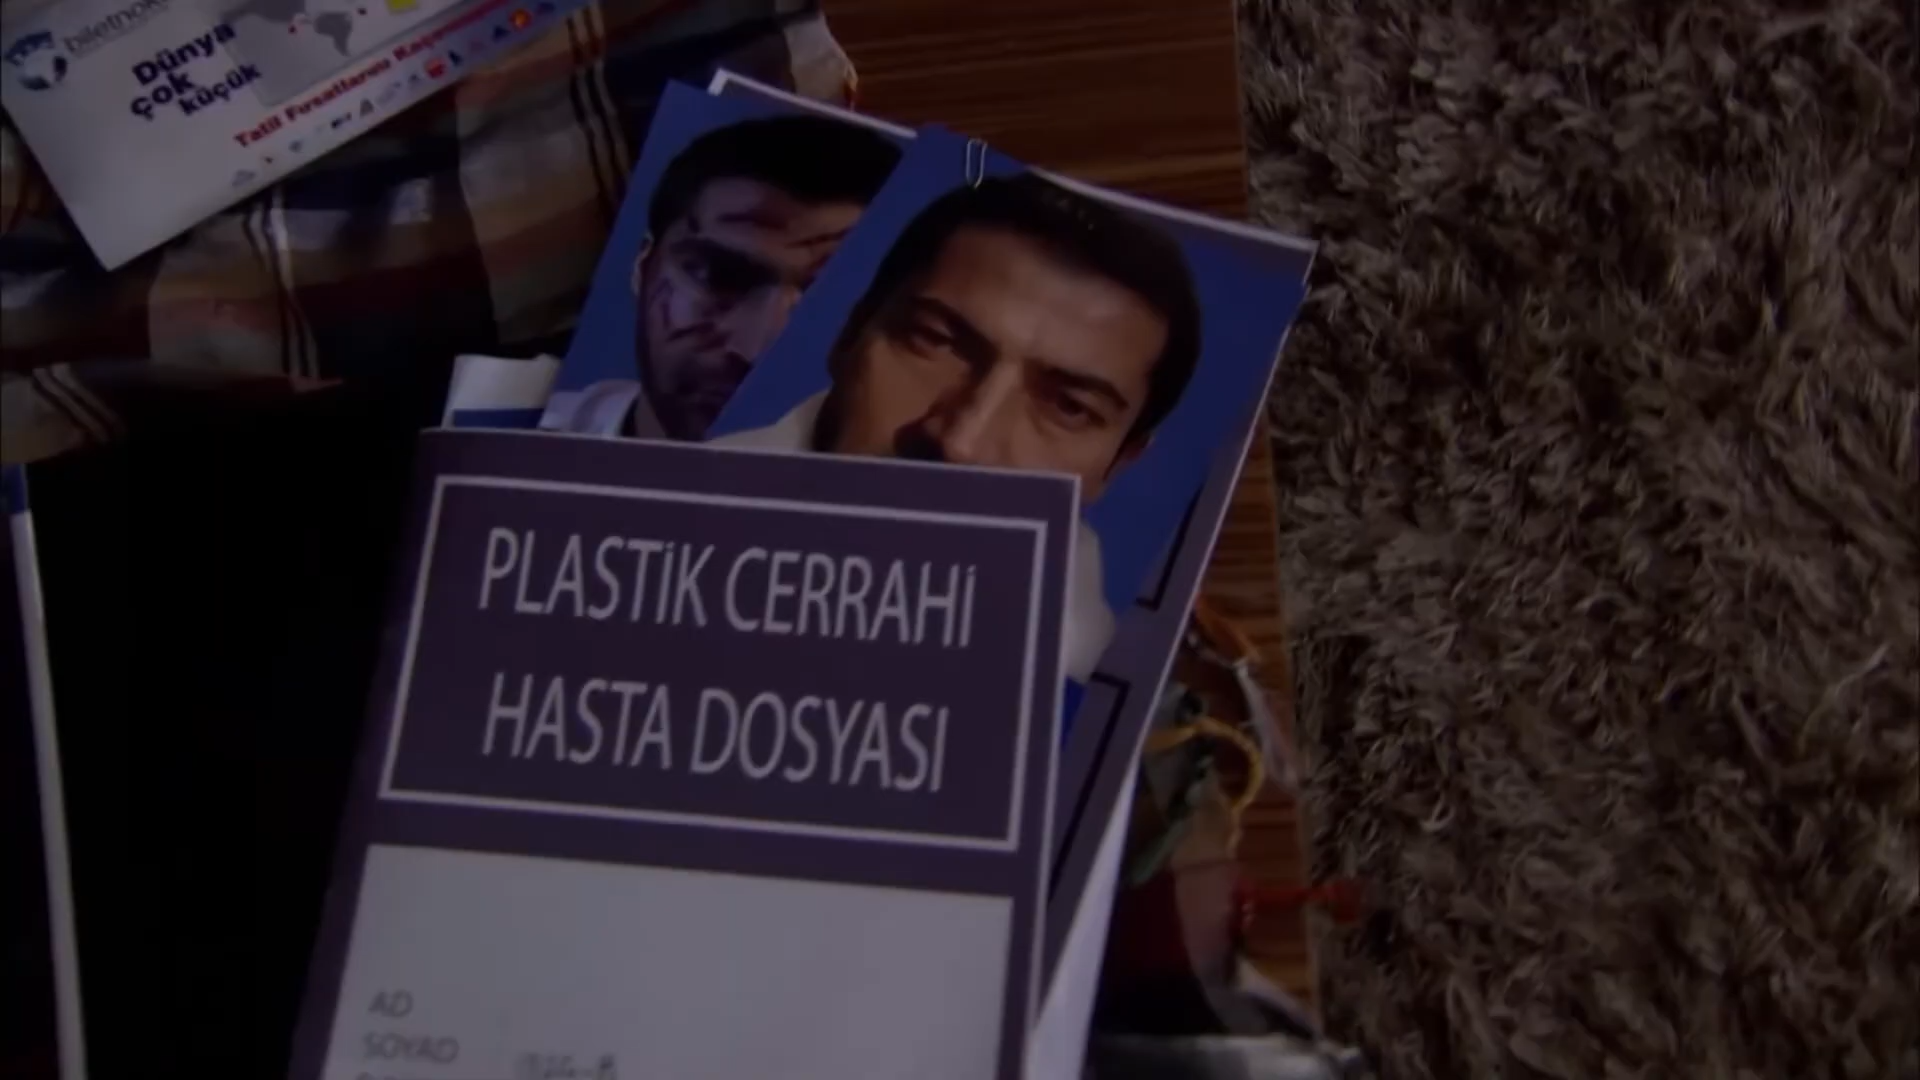 Dünya
çok
küçük
PLASTİK CERRAHİ
HASTA DOSYASI
AD
SOYAD